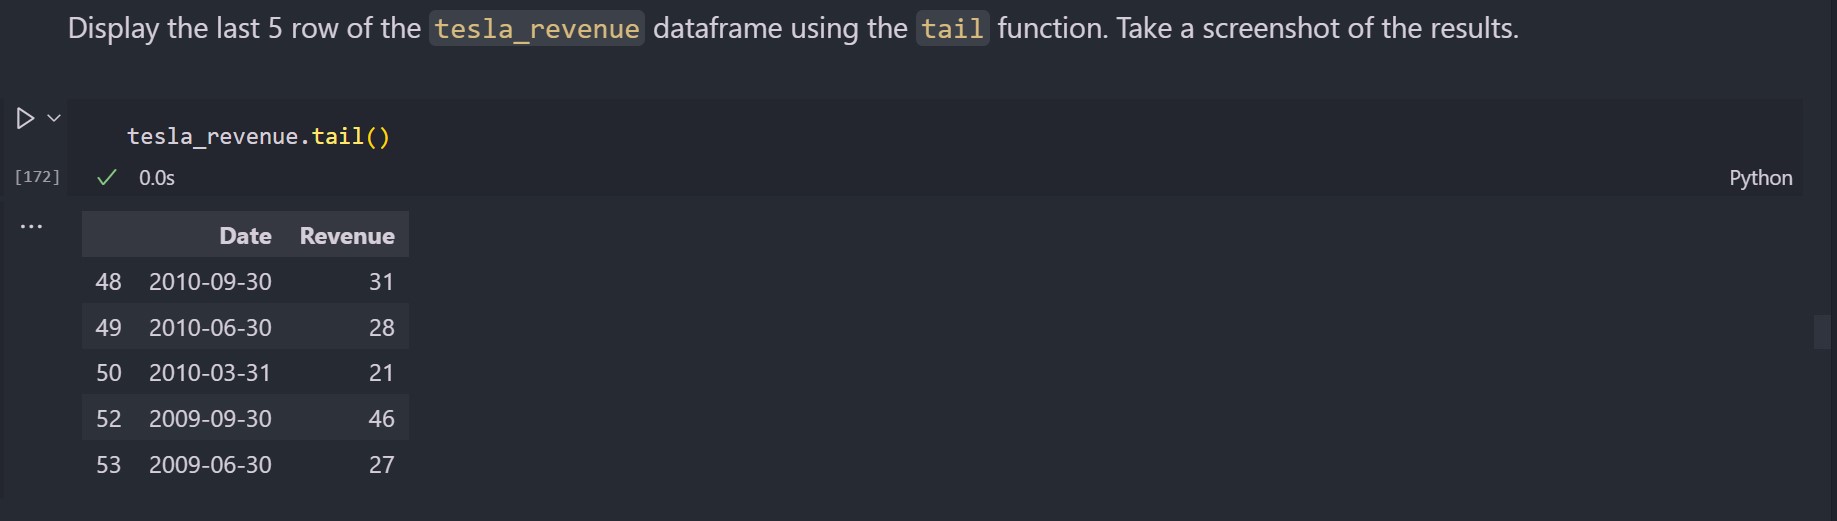 Display the last 5 row of the tesla_revenue dataframe using the tail function. Take a screenshot of the results.
tesla_revenue.tail()
[172] 0.0s Python
Date Revenue
48 2010-09-30 31
49 2010-06-30 28
50 2010-03-31 21
52 2009-09-30 46
53 2009-06-30 27